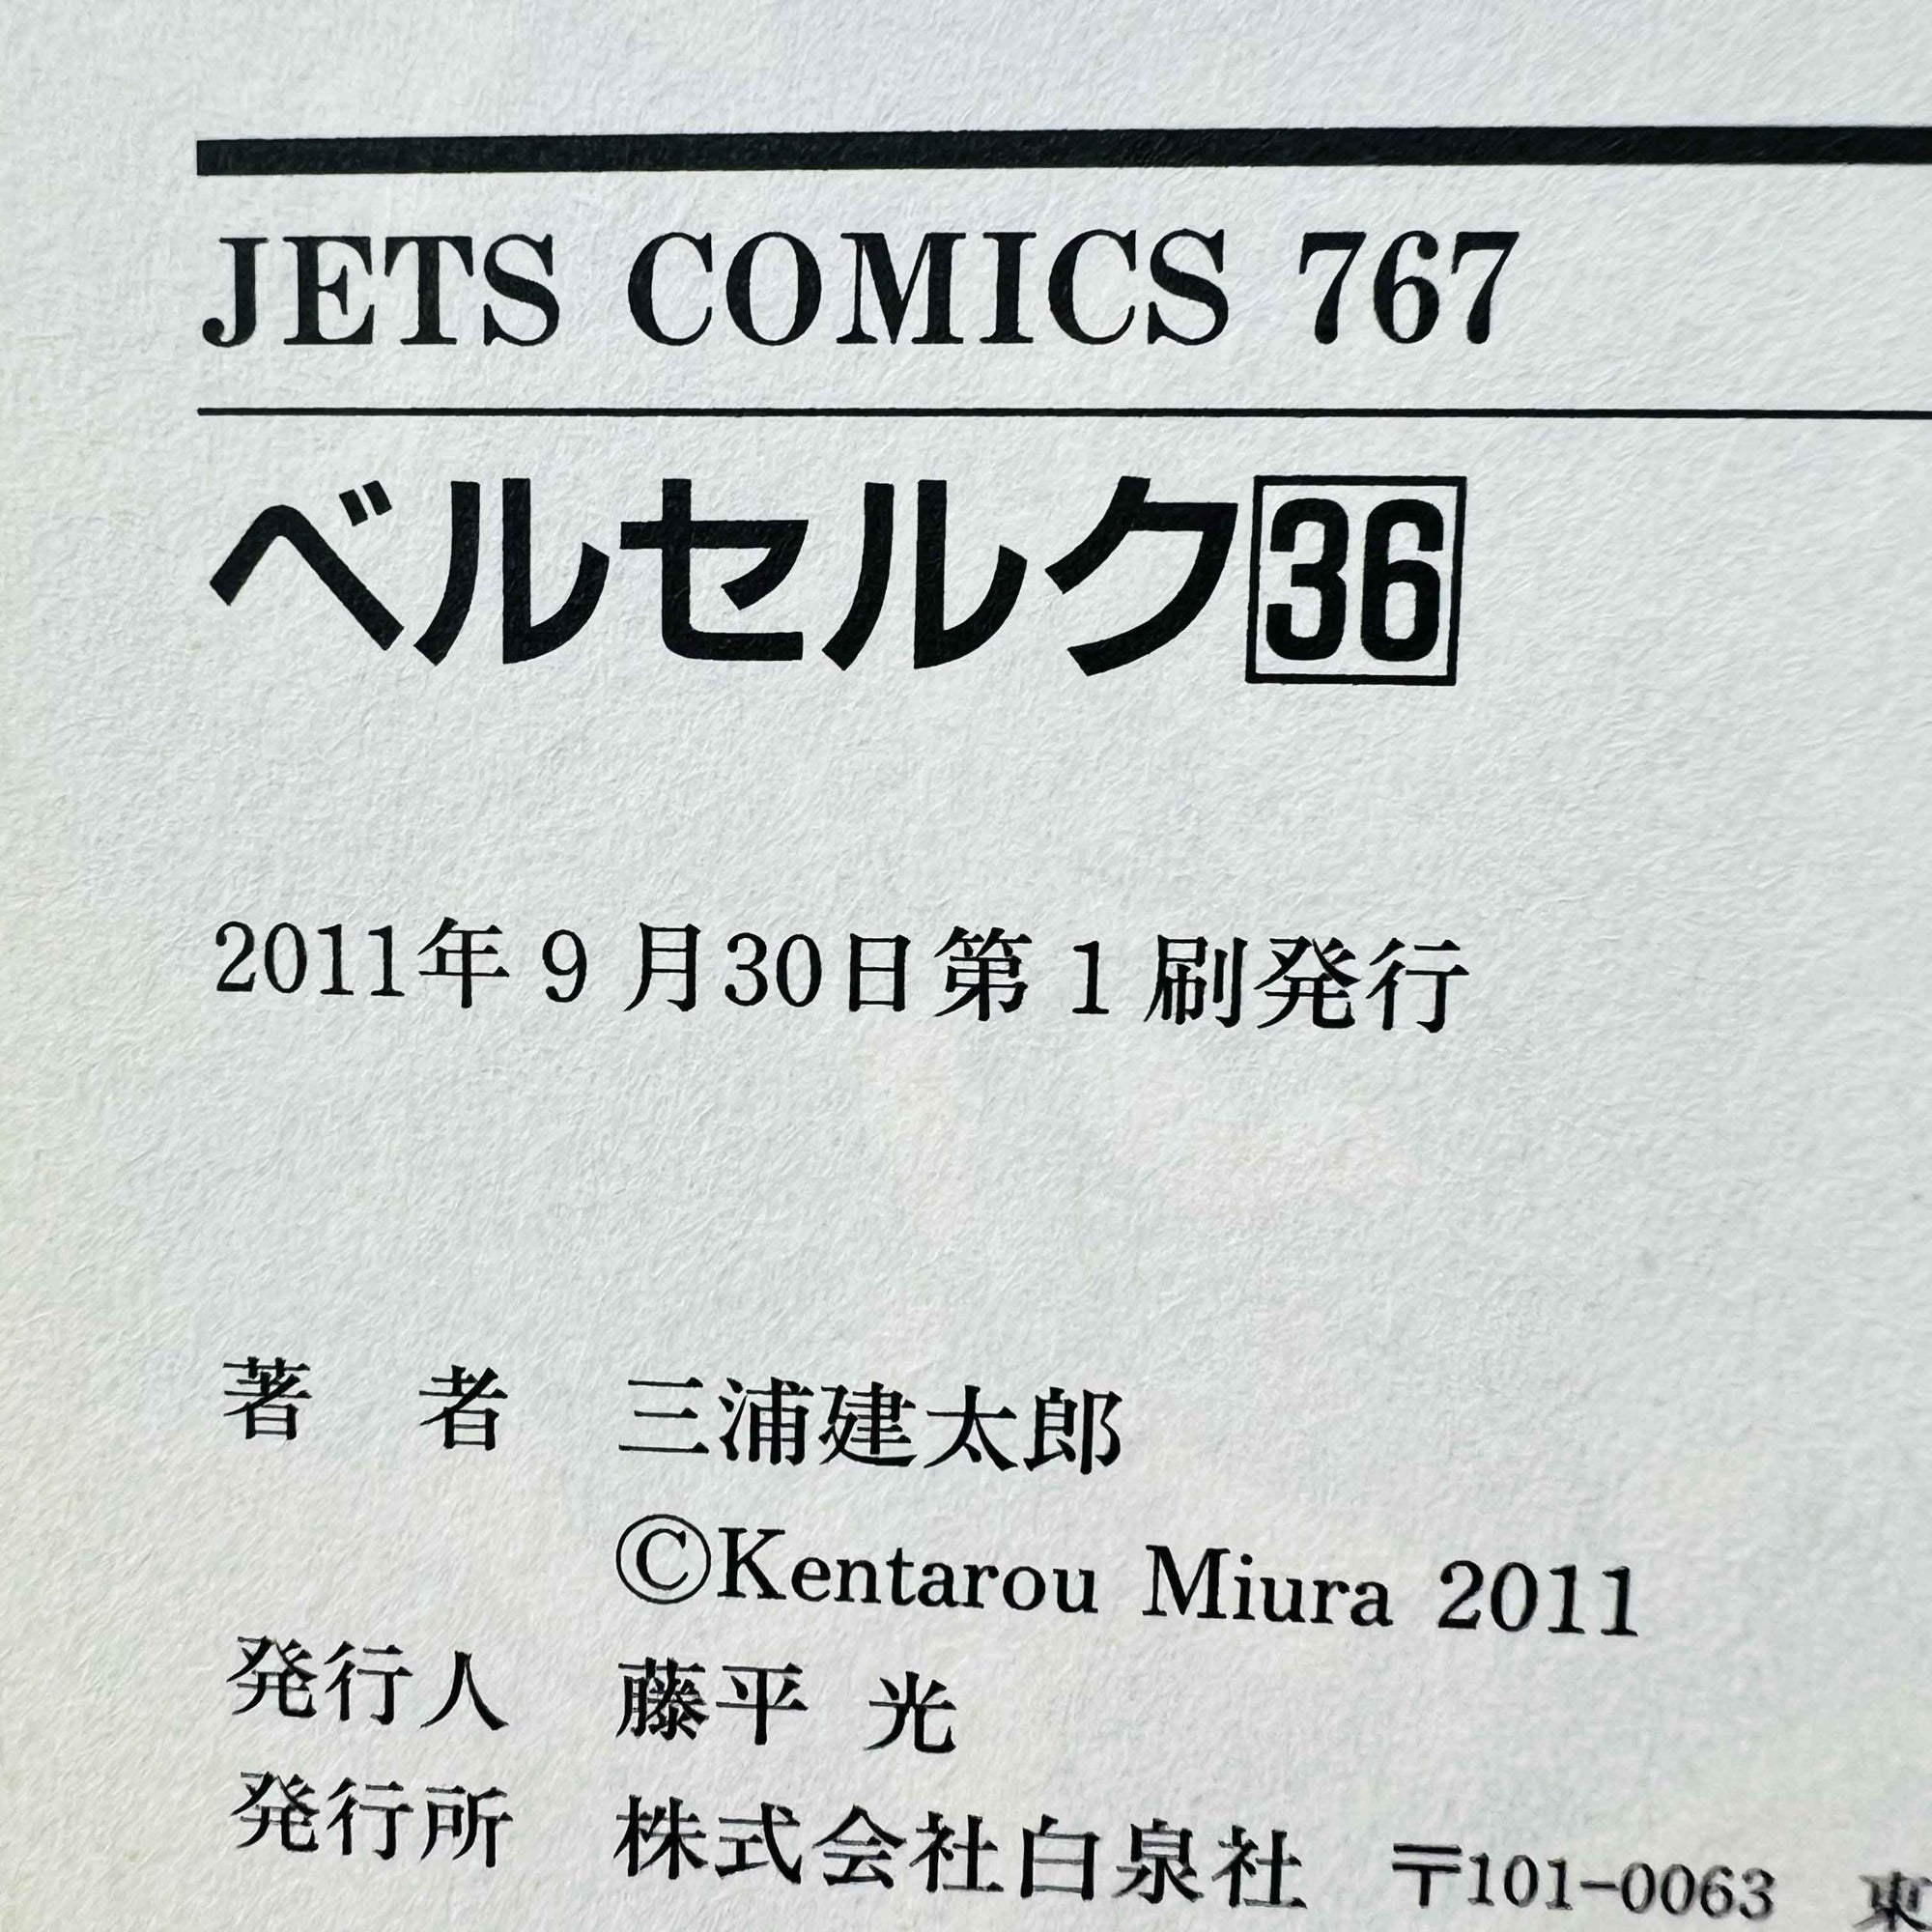 JETS COMICS 767
ベルセルク36
2011年9月30日第1刷発行
著 者 三浦建太郎
©Kentarou Miura 2011
発行人 藤平 光
発行所 株式会社白泉社 〒101-0063 東